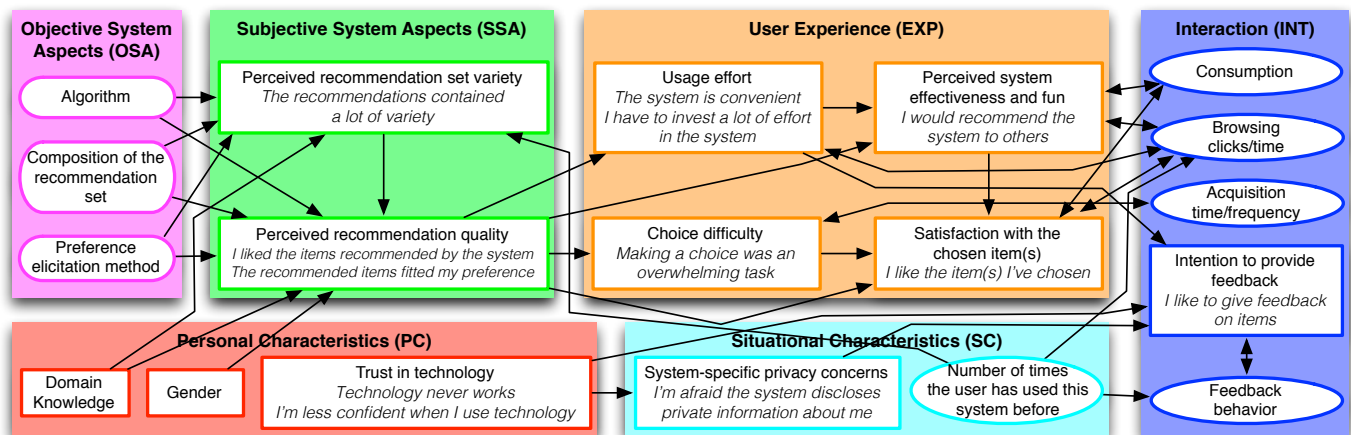 Objective System
Aspects (OSA)
Algorithm
Composition of the
recommendation
set
Preference
elicitation method
Subjective System Aspects (SSA)
Perceived recommendation set variety
The recommendations contained
a lot of variety
Perceived recommendation quality
I liked the items recommended by the system
The recommended items fitted my preference
User Experience (EXP)
Usage effort
The system is convenient
I have to invest a lot of effort
in the system
Perceived system
effectiveness and fun
I would recommend the
system to others
Choice difficulty
Making a choice was an
overwhelming task
Satisfaction with the
chosen item(s)
I like the item(s) I've chosen
Interaction (INT)
Consumption
Browsing
clicks/time
Acquisition
time/frequency
Intention to provide
feedback
I like to give feedback
on items
Feedback
behavior
Personal Characteristics (PC)
Domain
Knowledge
Gender
Trust in technology
Technology never works
I'm less confident when I use technology
Situational Characteristics (SC)
System-specific privacy concerns
I'm afraid the system discloses
private information about me
Number of times
the user has used this
system before